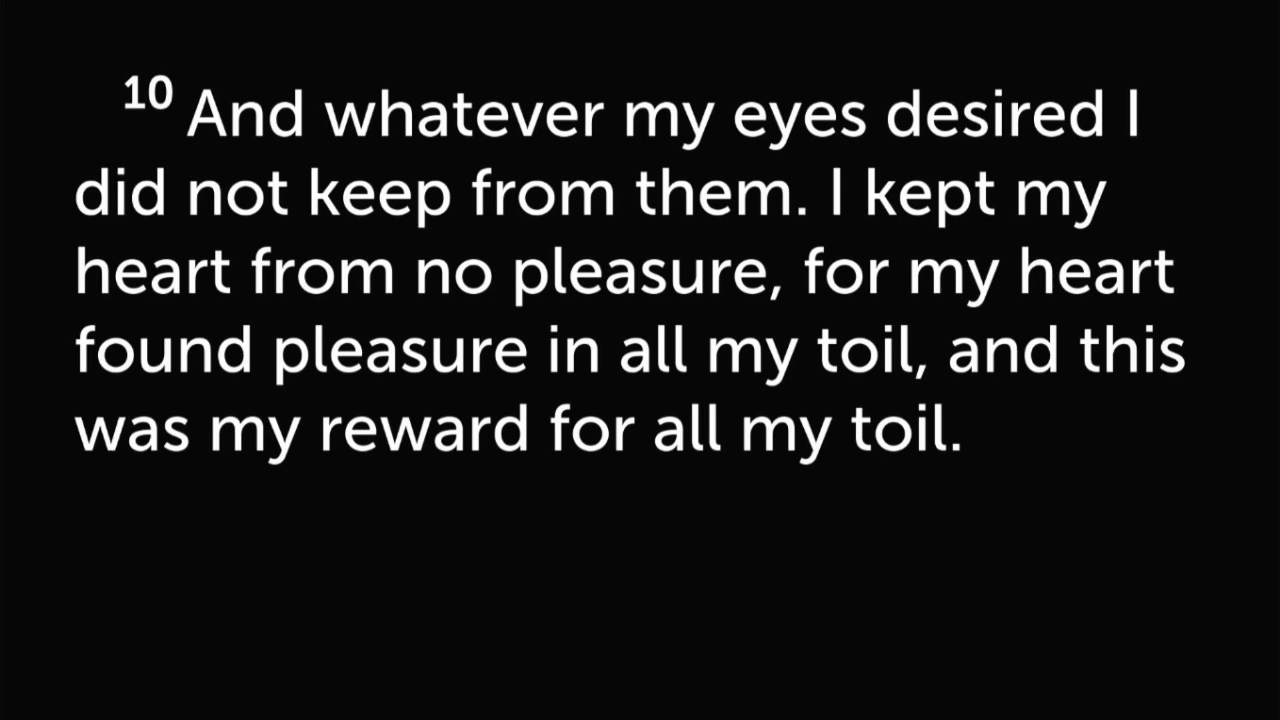 10 And whatever my eyes desired I
did not keep from them. I kept my
heart from no pleasure, for my heart
found pleasure in all my toil, and this
was my reward for all my toil.